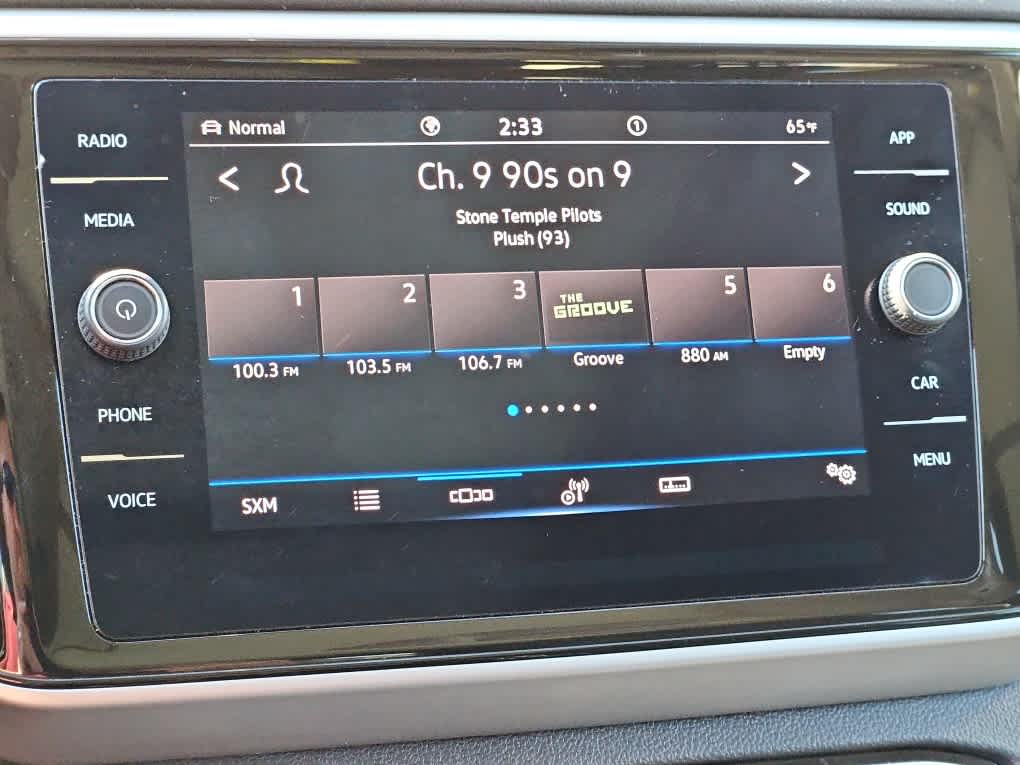 RADIO
MEDIA
PHONE
VOICE
Normal
2:33
1
65°F
Ch. 9 90s on 9
Stone Temple Pilots
Plush (93)
1
2
3
THE
GROOVE
5
6
100.3 FM
103.5 FM
106.7 FM
Groove
880 AM
Empty
SXM
APP
SOUND
CAR
MENU